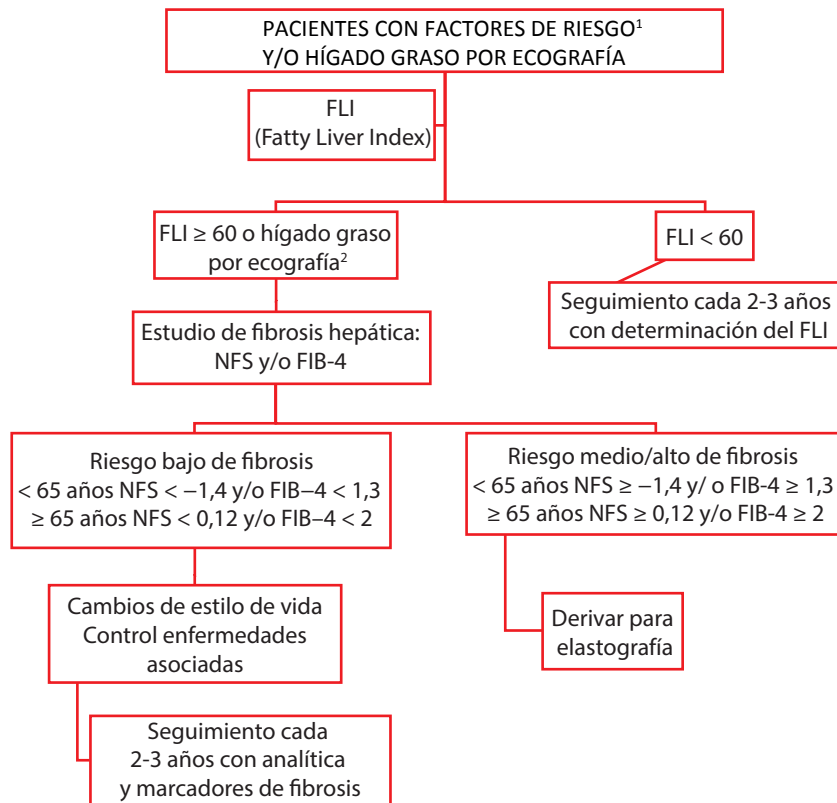 PACIENTES CON FACTORES DE RIESGO¹
Y/O HÍGADO GRASO POR ECOGRAFÍA
FLI
(Fatty Liver Index)
FLI ≥ 60 o hígado graso
por ecografía²
FLI < 60
Seguimiento cada 2-3 años
con determinación del FLI
Estudio de fibrosis hepática:
NFS y/o FIB-4
Riesgo bajo de fibrosis
< 65 años NFS < −1,4 y/o FIB−4 < 1,3
≥ 65 años NFS < 0,12 y/o FIB−4 < 2
Riesgo medio/alto de fibrosis
< 65 años NFS ≥ −1,4 y/ o FIB-4 ≥ 1,3
≥ 65 años NFS ≥ 0,12 y/o FIB-4 ≥ 2
Cambios de estilo de vida
Control enfermedades
asociadas
Derivar para
elastografía
Seguimiento cada
2-3 años con analítica
y marcadores de fibrosis